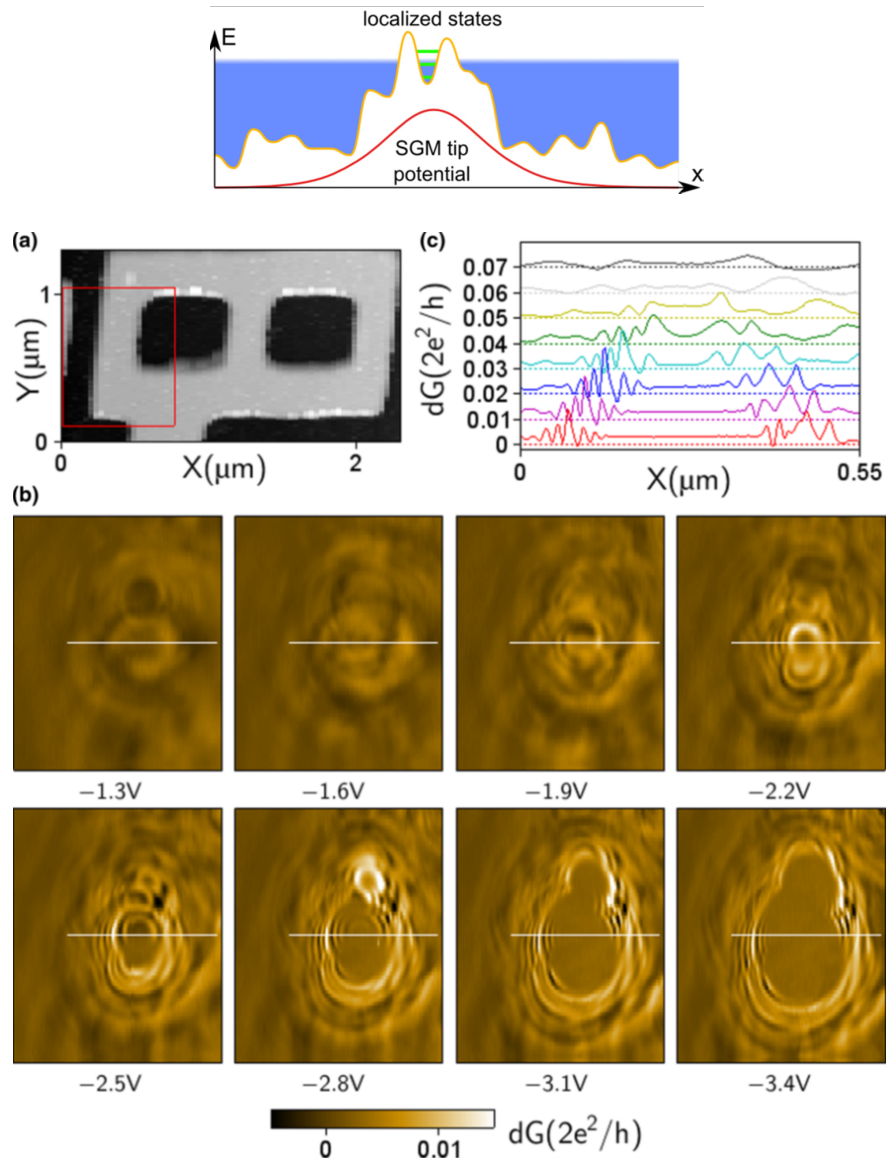 localized states
E
SGM tip
potential
x
(a)
1
0
Y(μm)
0
2
X(μm)
(c)
0.07
0.06
0.05
0.04
0.03
0.02
0.01
0
dG(2e²/h)
0
0.55
X(μm)
(b)
−1.3V
−1.6V
−1.9V
−2.2V
−2.5V
−2.8V
−3.1V
−3.4V
0
0.01
dG(2e²/h)